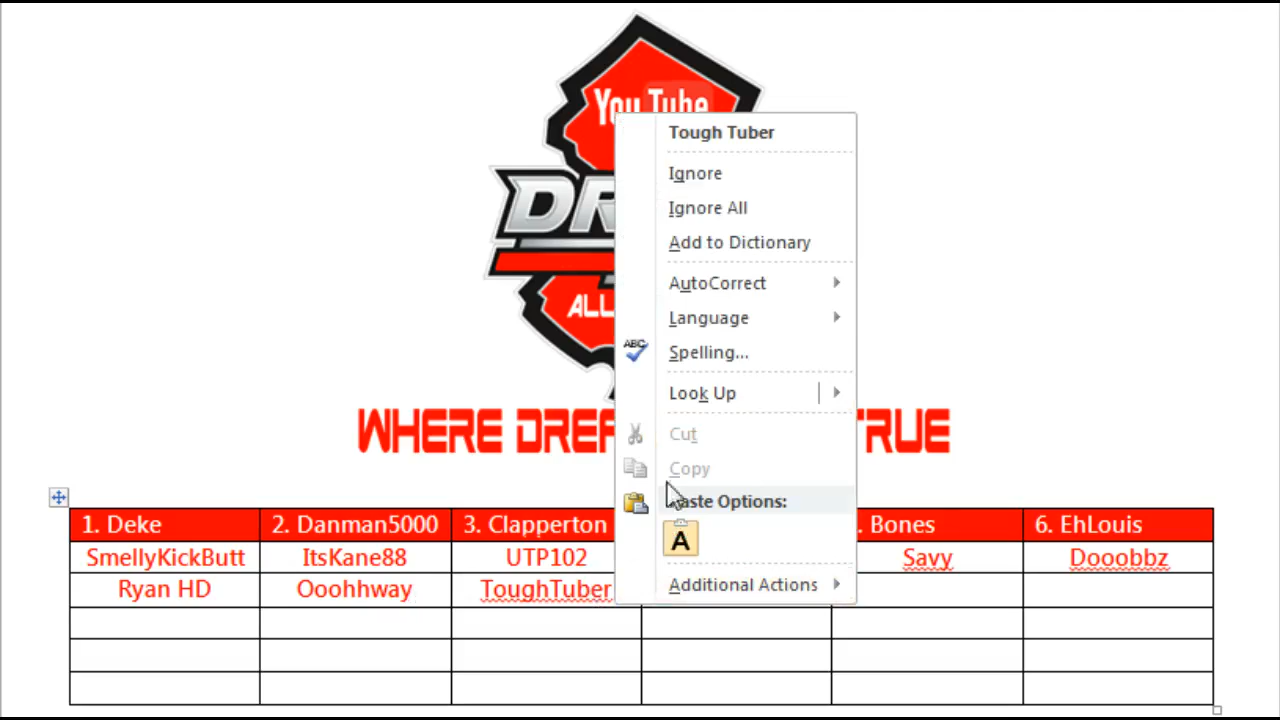 You Tube
DR
ALL
WHERE DREA TRUE
Tough Tuber
Ignore
Ignore All
Add to Dictionary
AutoCorrect
Language
ABC
Spelling...
Look Up
Cut
Copy
Paste Options:
A
Additional Actions
1. Deke 2. Danman5000 3. Clapperton . Bones 6. EhLouis
SmellyKickButt ItsKane88 UTP102 Savy Dooobbz
Ryan HD Ooohhway ToughTuber